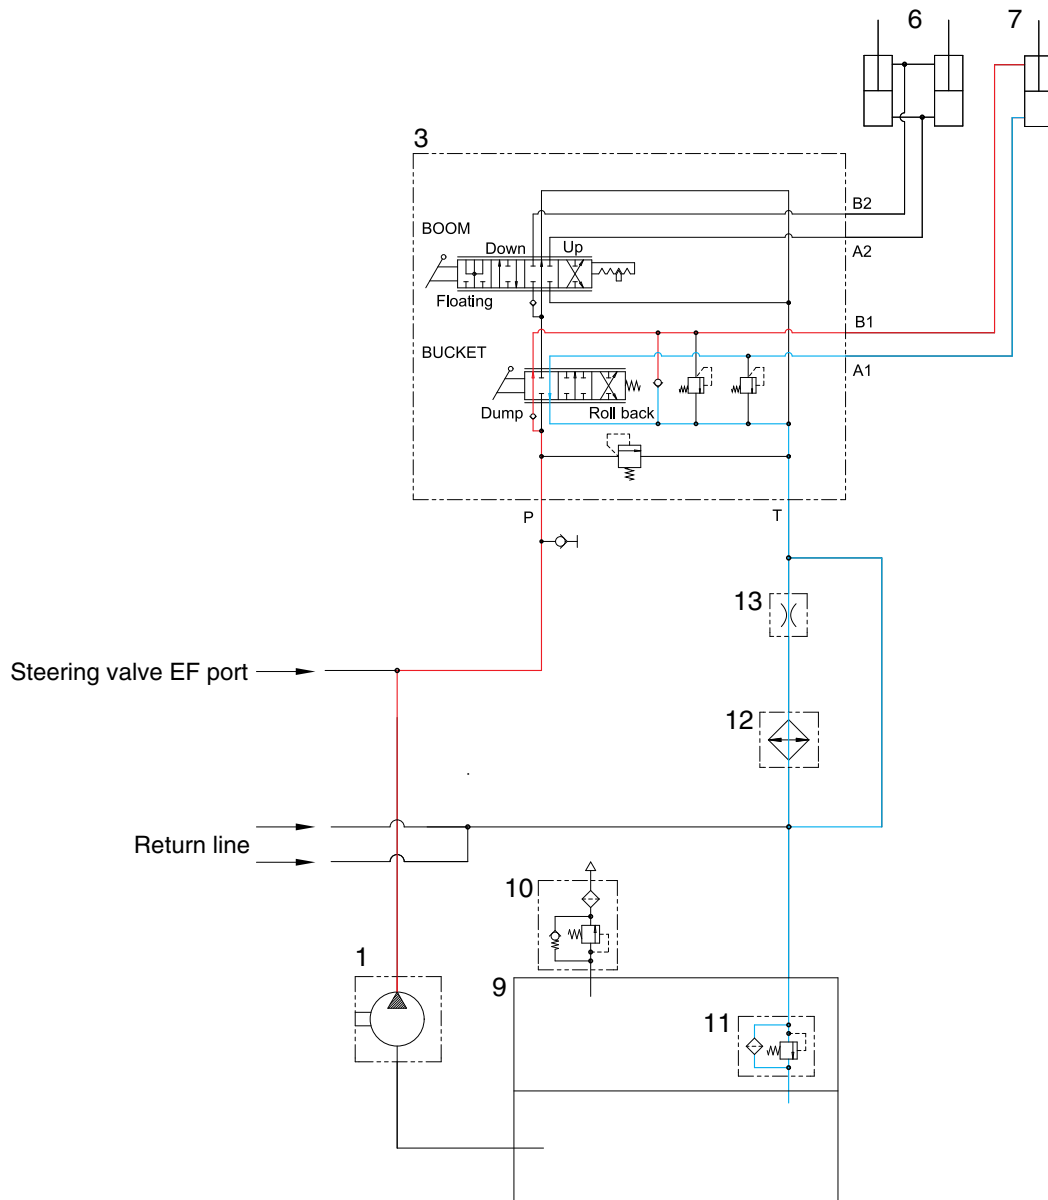 6 7
3
B2
BOOM
Down Up
A2
Floating
B1
BUCKET
A1
Dump Roll back
P T
13
Steering valve EF port
12
Return line
10
1
9
11